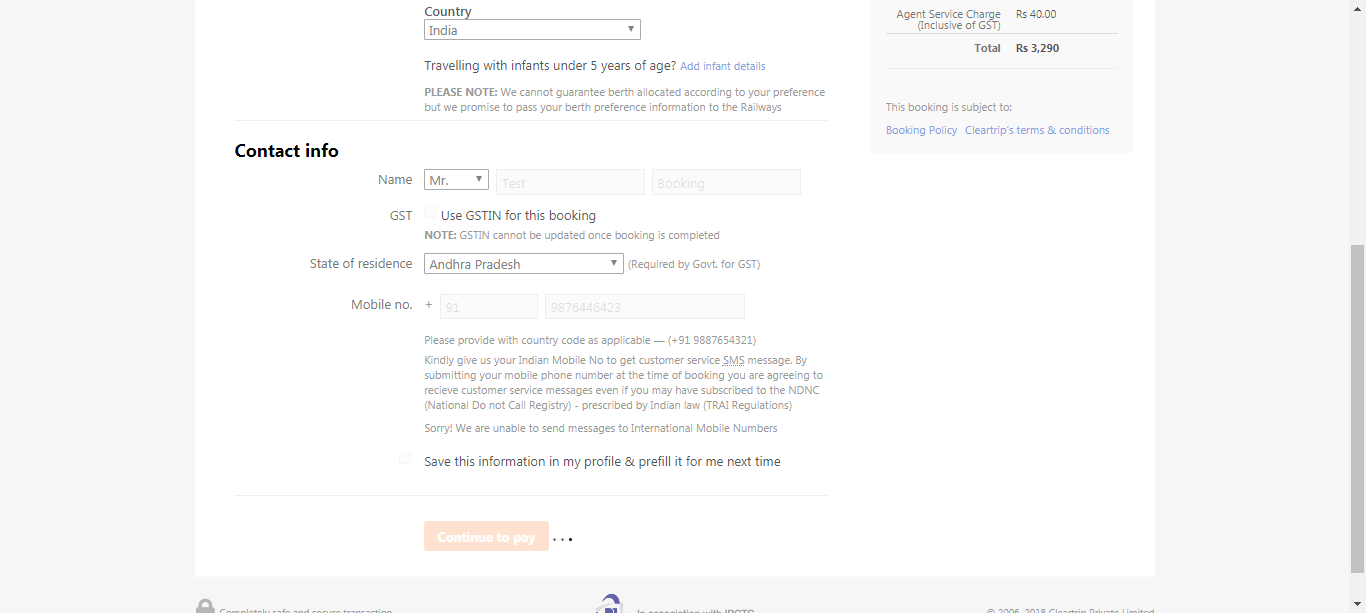 Country
India
Travelling with infants under 5 years of age? Add infant details
PLEASE NOTE: We cannot guarantee berth allocated according to your preference
but we promise to pass your berth preference information to the Railways
Agent Service Charge Rs 40.00
(Inclusive of GST)
Total Rs 3,290
This booking is subject to:
Booking Policy Cleartrip's terms & conditions
Contact info
Name Mr. Test Booking
GST Use GSTIN for this booking
NOTE: GSTIN cannot be updated once booking is completed
State of residence Andhra Pradesh (Required by Govt. for GST)
Mobile no. + 91 9876446423
Please provide with country code as applicable — (+91 9887654321)
Kindly give us your Indian Mobile No to get customer service SMS message. By
submitting your mobile phone number at the time of booking you are agreeing to
recieve customer service messages even if you may have subscribed to the NDNC
(National Do not Call Registry) - prescribed by Indian law (TRAI Regulations)
Sorry! We are unable to send messages to International Mobile Numbers
Save this information in my profile & prefill it for me next time
Continue to pay ...
Completely safe and secure transaction In association with IRCTC © 2006-2018 Cleartrip Private Limited